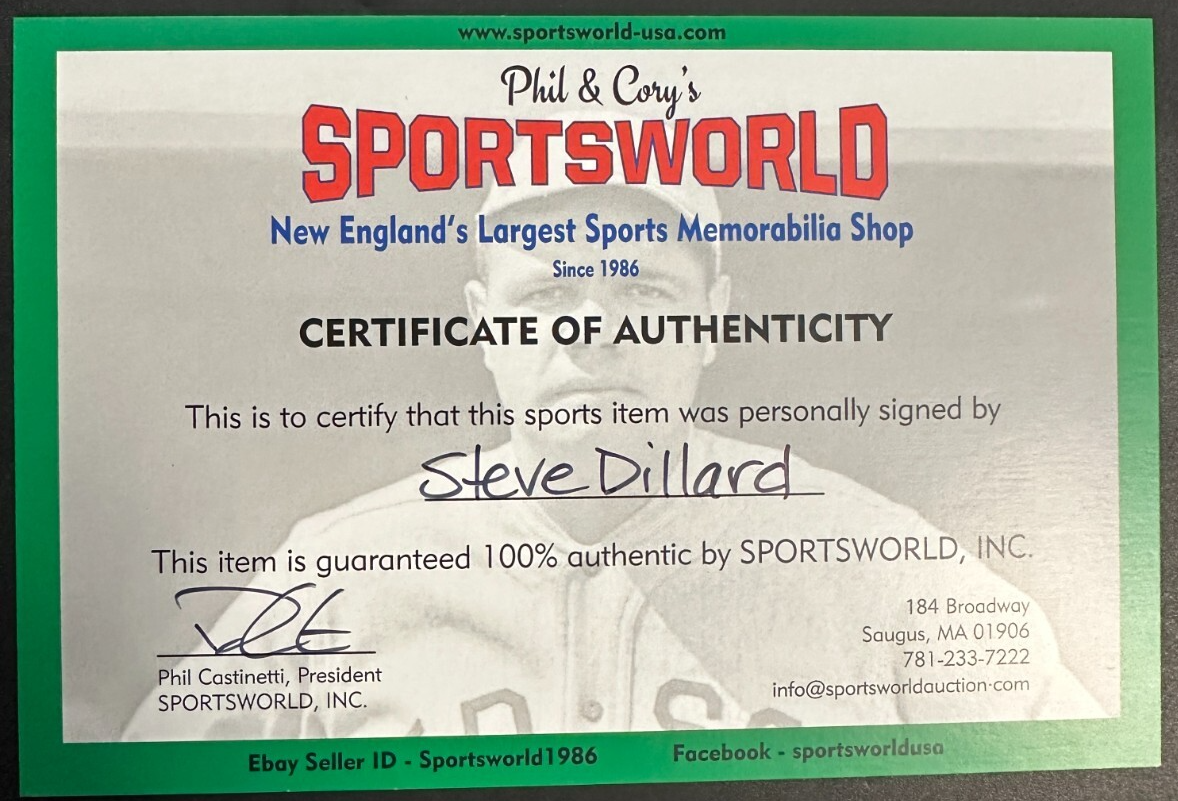 www.sportsworld-usa.com
Phil & Cory's
SPORTSWORLD
New England's Largest Sports Memorabilia Shop
Since 1986
CERTIFICATE OF AUTHENTICITY
This is to certify that this sports item was personally signed by
Steve Dillard
This item is guaranteed 100% authentic by SPORTSWORLD, INC.
Phil Castinetti, President
SPORTSWORLD, INC.
184 Broadway
Saugus, MA 01906
781-233-7222
info@sportsworldauction·com
Ebay Seller ID - Sportsworld1986
Facebook - sportsworldusa